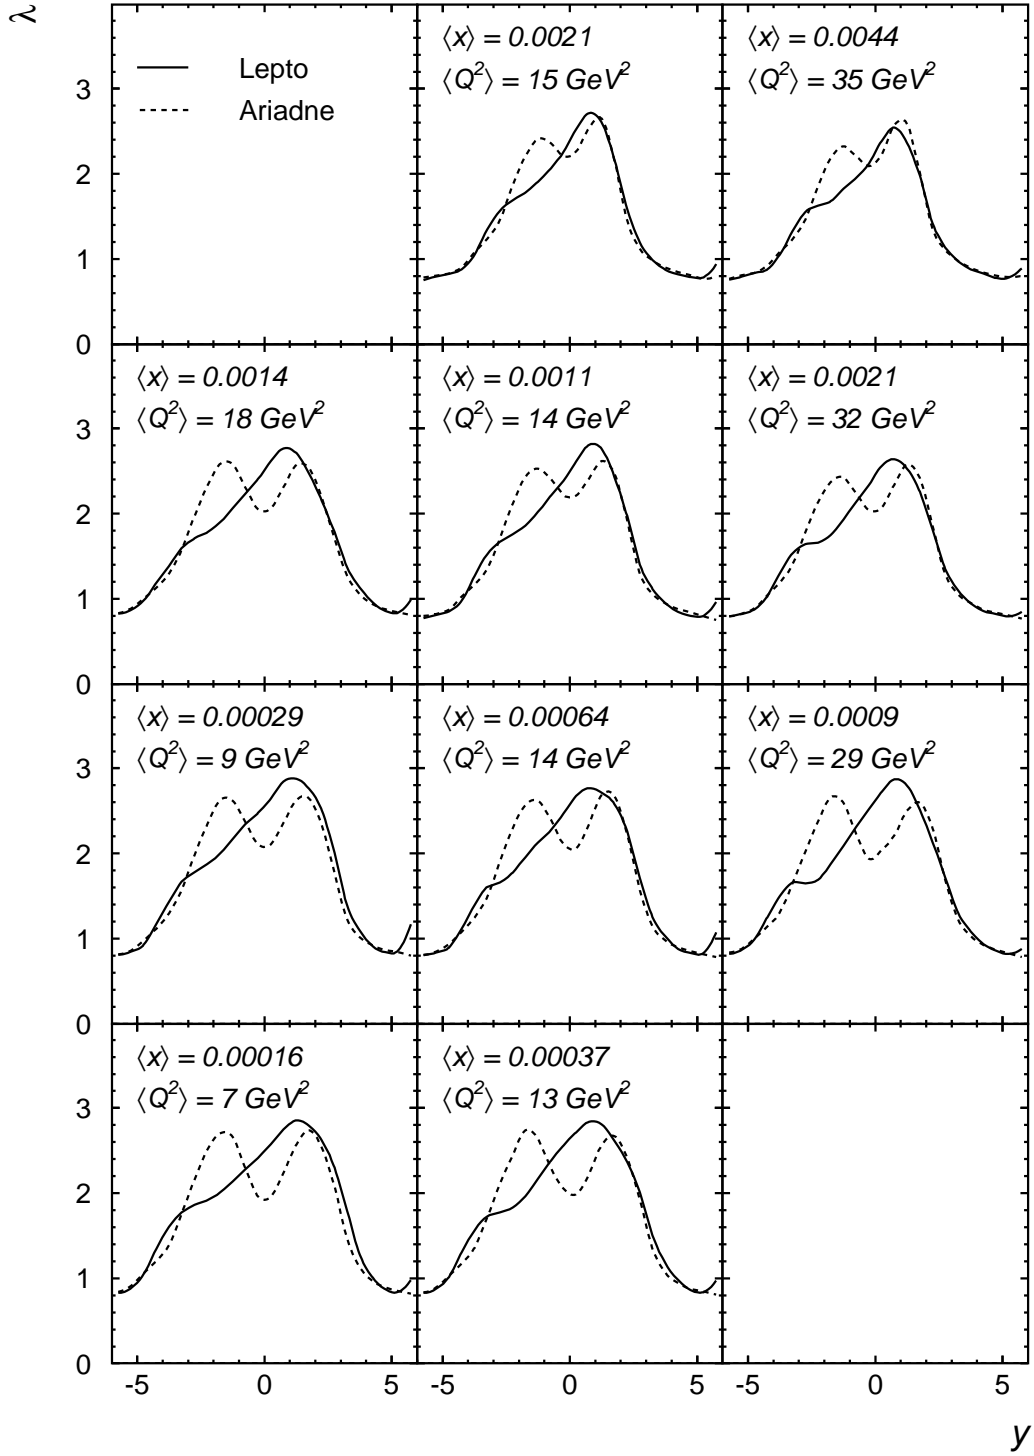 λ
Lepto
Ariadne
⟨x⟩ = 0.0021
⟨Q²⟩ = 15 GeV²
⟨x⟩ = 0.0044
⟨Q²⟩ = 35 GeV²
3
2
1
0
⟨x⟩ = 0.0014
⟨Q²⟩ = 18 GeV²
⟨x⟩ = 0.0011
⟨Q²⟩ = 14 GeV²
⟨x⟩ = 0.0021
⟨Q²⟩ = 32 GeV²
3
2
1
0
⟨x⟩ = 0.00029
⟨Q²⟩ = 9 GeV²
⟨x⟩ = 0.00064
⟨Q²⟩ = 14 GeV²
⟨x⟩ = 0.0009
⟨Q²⟩ = 29 GeV²
3
2
1
0
⟨x⟩ = 0.00016
⟨Q²⟩ = 7 GeV²
⟨x⟩ = 0.00037
⟨Q²⟩ = 13 GeV²
3
2
1
0
-5 0 5 -5 0 5 -5 0 5
y